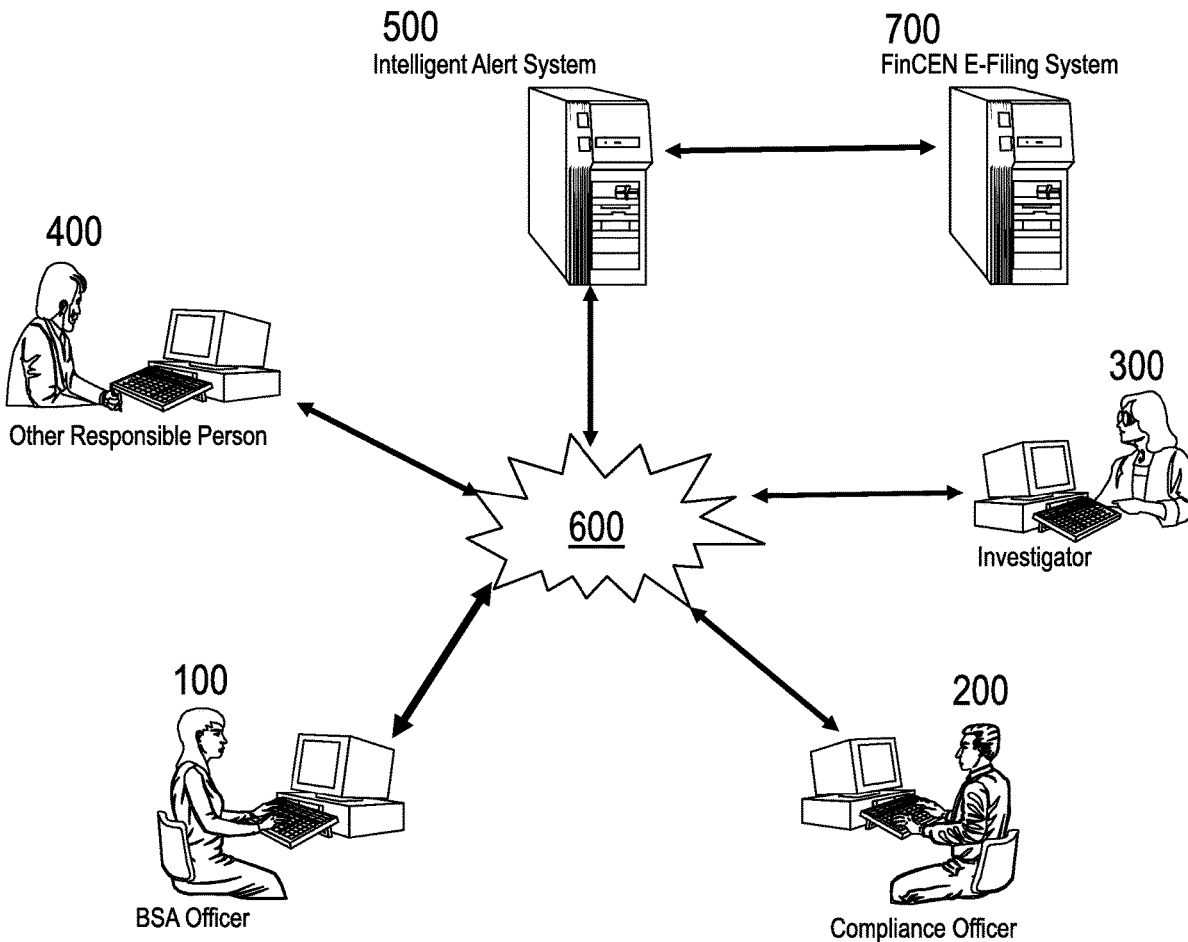 500
Intelligent Alert System
700
FinCEN E-Filing System
400
Other Responsible Person
300
Investigator
600
100
BSA Officer
200
Compliance Officer